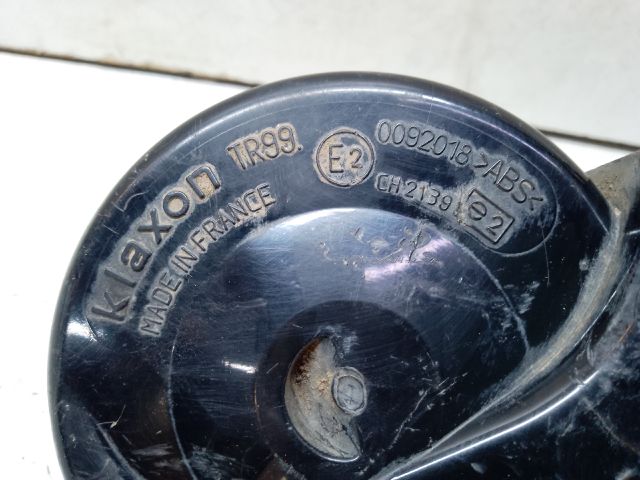 klaxon TR99. E2 0092018 >ABS<
MADE IN FRANCE CH2139 e2